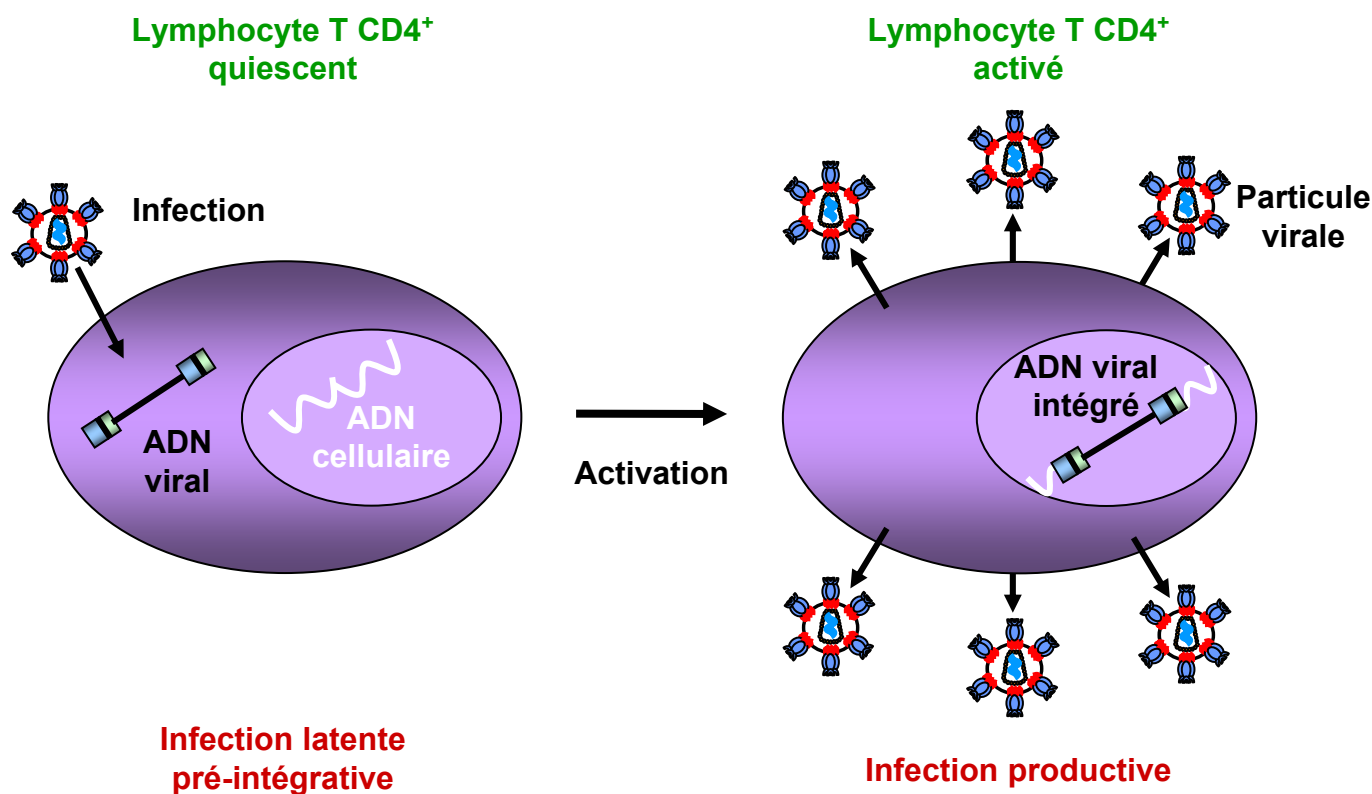 Lymphocyte T CD4⁺
quiescent
Lymphocyte T CD4⁺
activé
Infection
Particule
virale
ADN
viral
ADN
cellulaire
Activation
ADN viral
intégré
Infection latente
pré-intégrative
Infection productive